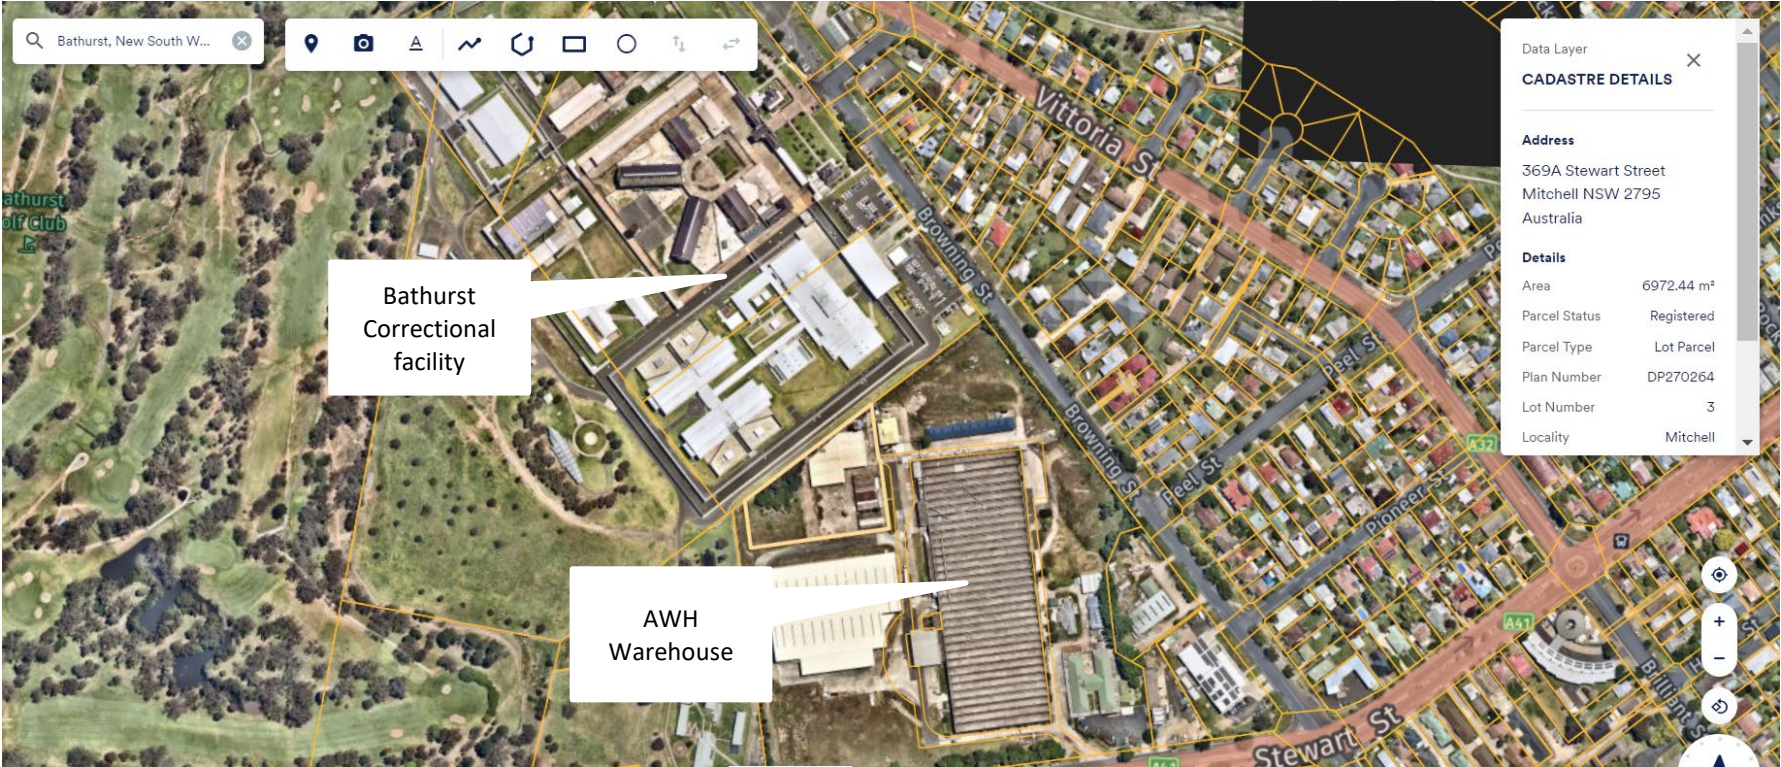 Bathurst, New South W...
A
Data Layer
CADASTRE DETAILS
Address
369A Stewart Street
Mitchell NSW 2795
Australia
Details
Area 6972.44 m²
Parcel Status Registered
Parcel Type Lot Parcel
Plan Number DP270264
Lot Number 3
Locality Mitchell
Vittoria St
athurst
olf Club
Browning St
Bathurst
Correctional
facility
Peel St
Browning St
A32
Peel St
Pioneer St
AWH
Warehouse
A41
Brilliant S
St
Stewart St
A41